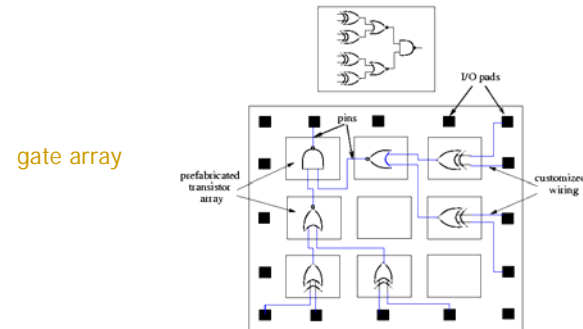 I/O pads
pins
gate array
prefabricated
transistor
array
customized
wiring